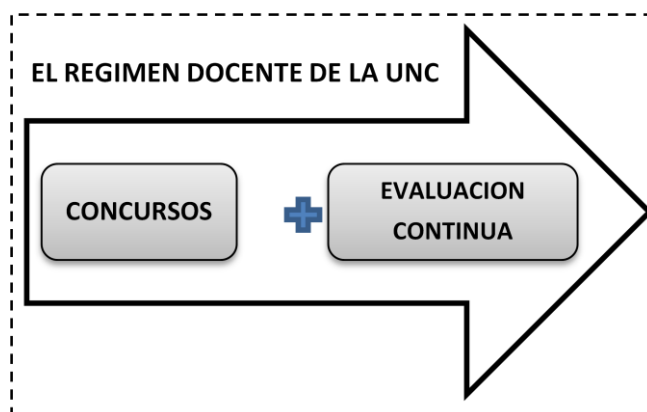 EL REGIMEN DOCENTE DE LA UNC
CONCURSOS
EVALUACION
CONTINUA